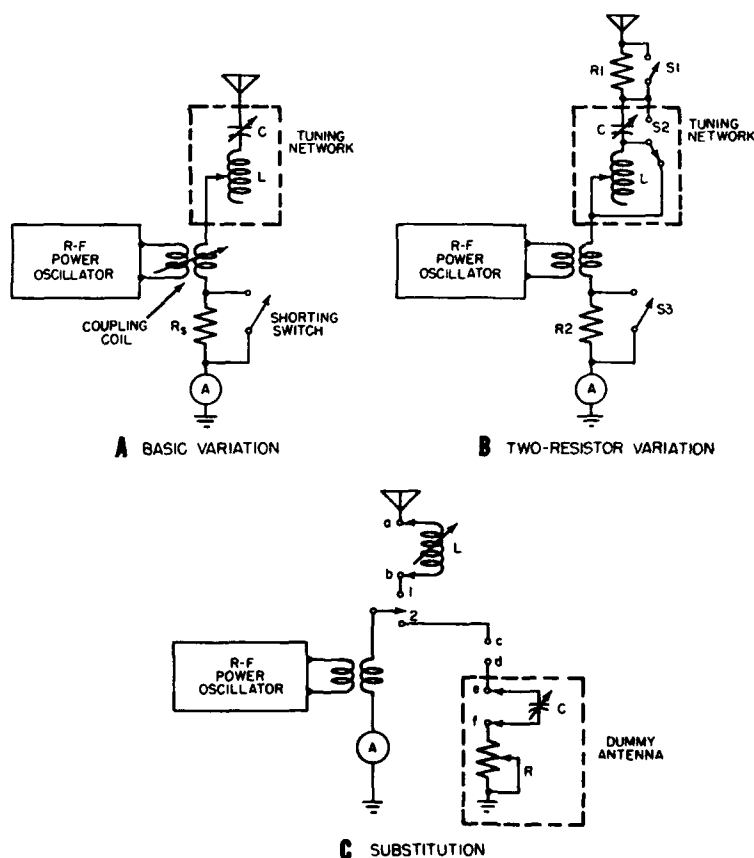 C
TUNING
NETWORK
L
R-F
POWER
OSCILLATOR
COUPLING
COIL
Rs
SHORTING
SWITCH
A
A BASIC VARIATION
R1
S1
C
S2
TUNING
NETWORK
L
R-F
POWER
OSCILLATOR
R2
S3
A
B TWO-RESISTOR VARIATION
a
L
b
1
2
R-F
POWER
OSCILLATOR
c
d
e
C
f
R
DUMMY
ANTENNA
A
C SUBSTITUTION